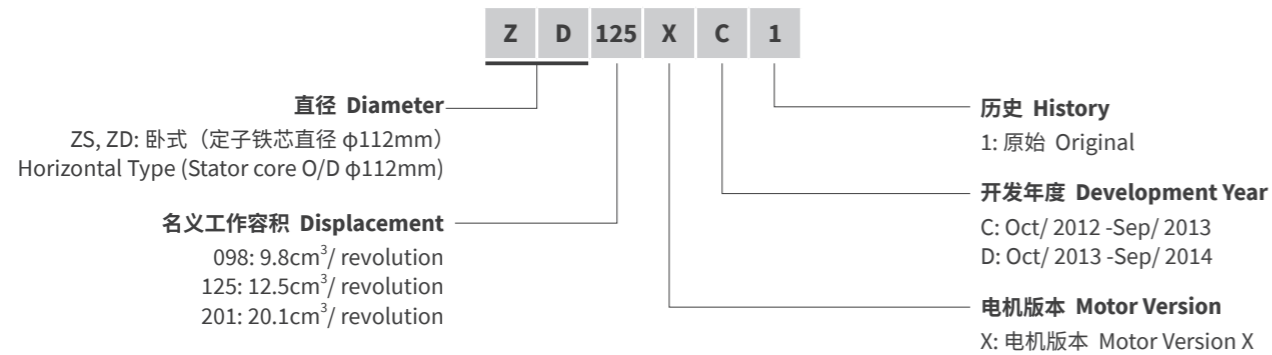 Z D 125 X C 1
直径 Diameter
ZS, ZD: 卧式（定子铁芯直径 φ112mm）
Horizontal Type (Stator core O/D φ112mm)
名义工作容积 Displacement
098: 9.8cm³/ revolution
125: 12.5cm³/ revolution
201: 20.1cm³/ revolution
历史 History
1: 原始 Original
开发年度 Development Year
C: Oct/ 2012 -Sep/ 2013
D: Oct/ 2013 -Sep/ 2014
电机版本 Motor Version
X: 电机版本 Motor Version X